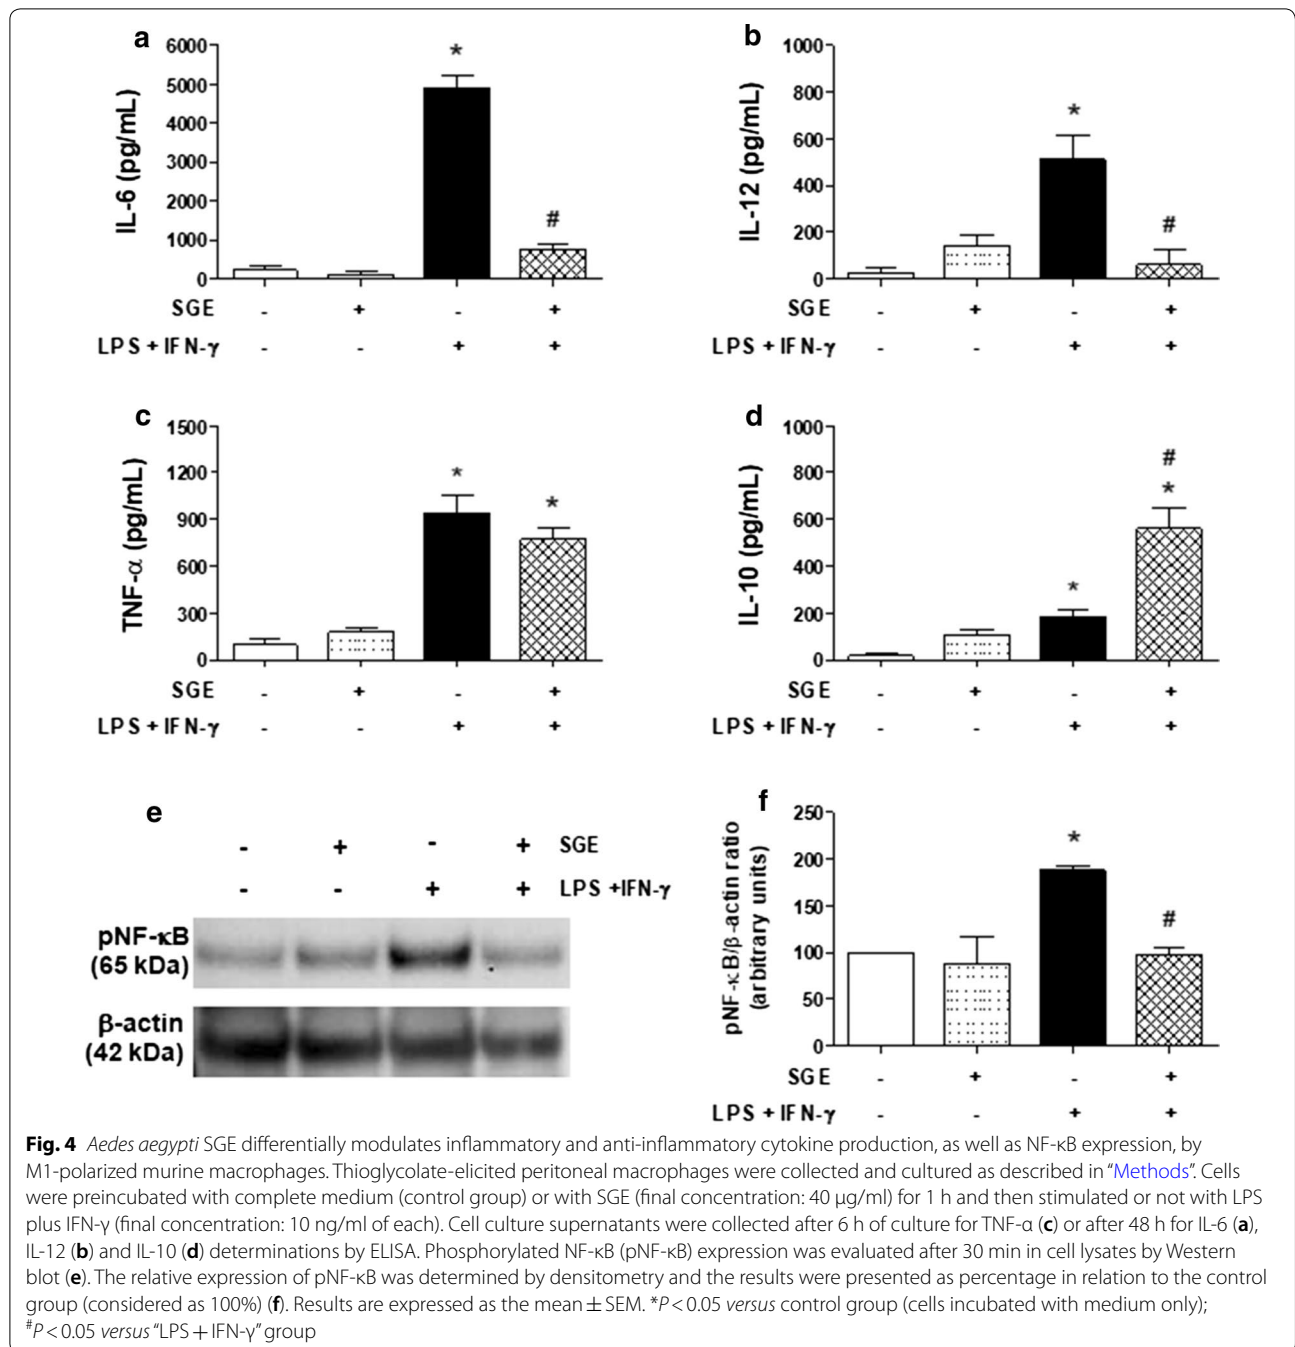 a
6000
5000
4000
3000
2000
1000
0
IL-6 (pg/mL)
*
#
SGE - + - +
LPS + IFN-γ - - + +
b
1000
800
600
400
200
0
IL-12 (pg/mL)
*
#
SGE - + - +
LPS + IFN-γ - - + +
c
1500
1200
900
600
300
0
TNF-α (pg/mL)
*
*
SGE - + - +
LPS + IFN-γ - - + +
d
1000
800
600
400
200
0
IL-10 (pg/mL)
*
#
*
SGE - + - +
LPS + IFN-γ - - + +
e
- + - + SGE
- - + + LPS +IFN-γ
pNF-κB
(65 kDa)
β-actin
(42 kDa)
f
250
200
150
100
50
0
pNF-κB/β-actin ratio
(arbitrary units)
*
#
SGE - + - +
LPS + IFN-γ - - + +
Fig. 4 Aedes aegypti SGE differentially modulates inflammatory and anti-inflammatory cytokine production, as well as NF-κB expression, by
M1-polarized murine macrophages. Thioglycolate-elicited peritoneal macrophages were collected and cultured as described in “Methods”. Cells
were preincubated with complete medium (control group) or with SGE (final concentration: 40 µg/ml) for 1 h and then stimulated or not with LPS
plus IFN-γ (final concentration: 10 ng/ml of each). Cell culture supernatants were collected after 6 h of culture for TNF-α (c) or after 48 h for IL-6 (a),
IL-12 (b) and IL-10 (d) determinations by ELISA. Phosphorylated NF-κB (pNF-κB) expression was evaluated after 30 min in cell lysates by Western
blot (e). The relative expression of pNF-κB was determined by densitometry and the results were presented as percentage in relation to the control
group (considered as 100%) (f). Results are expressed as the mean ± SEM. *P < 0.05 versus control group (cells incubated with medium only);
#P < 0.05 versus “LPS + IFN-γ” group